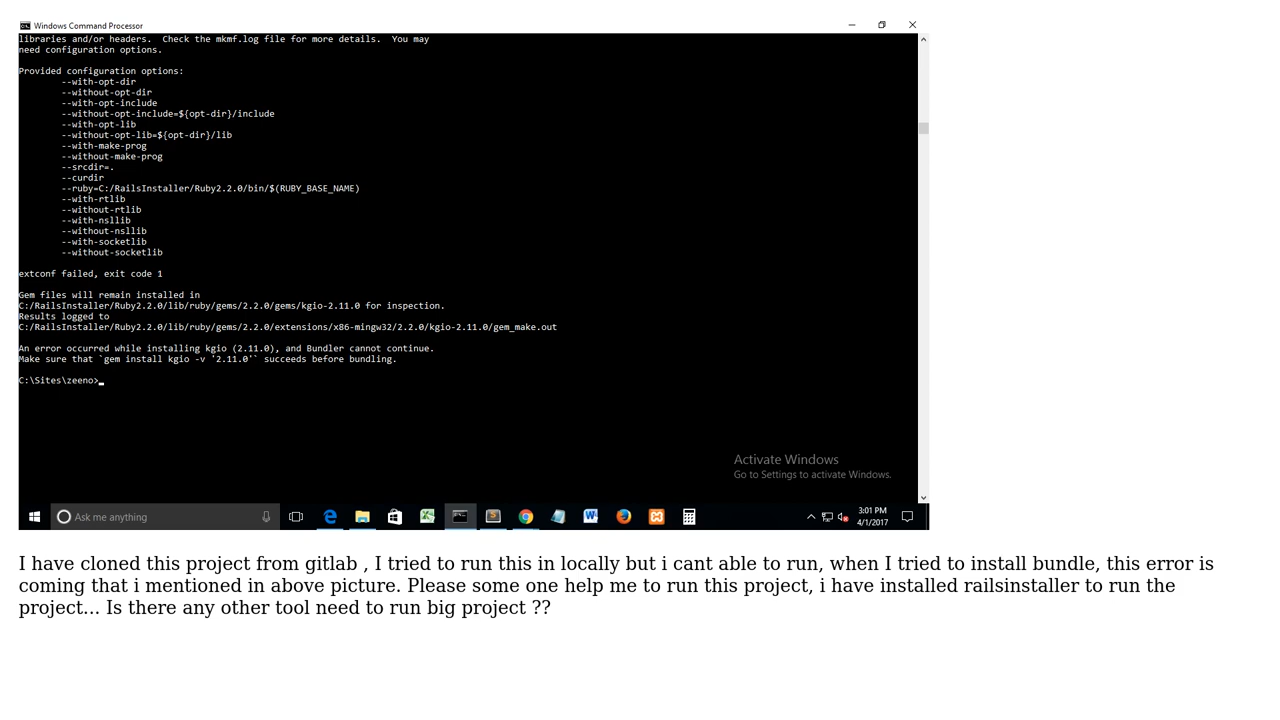 Windows Command Processor
libraries and/or headers.  Check the mkmf.log file for more details.  You may
need configuration options.
Provided configuration options:
--with-opt-dir
--without-opt-dir
--with-opt-include
--without-opt-include=${opt-dir}/include
--with-opt-lib
--without-opt-lib=${opt-dir}/lib
--with-make-prog
--without-make-prog
--srcdir=.
--curdir
--ruby=C:/RailsInstaller/Ruby2.2.0/bin/$(RUBY_BASE_NAME)
--with-rtlib
--without-rtlib
--with-nsllib
--without-nsllib
--with-socketlib
--without-socketlib
extconf failed, exit code 1
Gem files will remain installed in
C:/RailsInstaller/Ruby2.2.0/lib/ruby/gems/2.2.0/gems/kgio-2.11.0 for inspection.
Results logged to
C:/RailsInstaller/Ruby2.2.0/lib/ruby/gems/2.2.0/extensions/x86-mingw32/2.2.0/kgio-2.11.0/gem_make.out
An error occurred while installing kgio (2.11.0), and Bundler cannot continue.
Make sure that `gem install kgio -v '2.11.0'` succeeds before bundling.
C:\Sites\zeeno>
Activate Windows
Go to Settings to activate Windows.
Ask me anything
3:01 PM
4/1/2017
I have cloned this project from gitlab , I tried to run this in locally but i cant able to run, when I tried to install bundle, this error is
coming that i mentioned in above picture. Please some one help me to run this project, i have installed railsinstaller to run the
project... Is there any other tool need to run big project ??